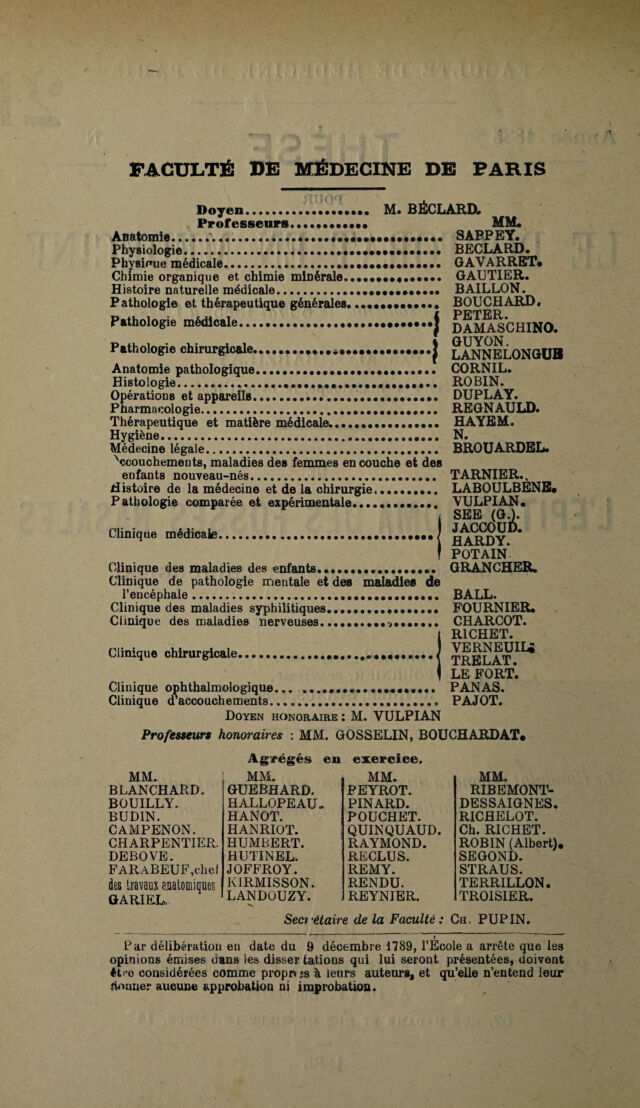 FACULTÉ DE MÉDECINE DE PARIS
Doyen................... M. BÉCLARD.
Professeurs............ MM.
Anatomie.......................................... SAPPEY.
Physiologie....................................... BECLARD.
Physique médicale................................. GAVARRET.
Chimie organique et chimie minérale............... GAUTIER.
Histoire naturelle médicale....................... BAILLON.
Pathologie et thérapeutique générales............. BOUCHARD.
Pathologie médicale............................... { PETER.
DAMASCHINO.
Pathologie chirurgicale........................... { GUYON.
LANNELONGUE
Anatomie pathologique............................. CORNIL.
Histologie........................................ ROBIN.
Opérations et appareils........................... DUPLAY.
Pharmacologie..................................... REGNAULD.
Thérapeutique et matière médicale................. HAYEM.
Hygiène........................................... N.
Médecine légale................................... BROUARDEL.
ccouchements, maladies des femmes en couche et des
enfants nouveau-nés............................ TARNIER.
Histoire de la médecine et de la chirurgie.......... LABOULBENE.
Pathologie comparée et expérimentale............. VULPIAN.
Clinique médicale................................. { SEE (G.).
JACCOUD.
HARDY.
POTAIN
Clinique des maladies des enfants.................. GRANCHER.
Clinique de pathologie mentale et des maladies de
l'encéphale.................................... BALL.
Clinique des maladies syphilitiques................. FOURNIER.
Clinique des maladies nerveuses................... CHARCOT.
Clinique chirurgicale............................. { RICHET.
VERNEUIL
TRELAT.
LE FORT.
Clinique ophthalmologique... ..................... PANAS.
Clinique d'accouchements.......................... PAJOT.
DOYEN HONORAIRE : M. VULPIAN
Professeurs honoraires : MM. GOSSELIN, BOUCHARDAT.
Agrégés en exercice.
MM.
BLANCHARD.
BOUILLY.
BUDIN.
CAMPENON.
CHARPENTIER.
DEBOVE.
FARABEUF, chef
des travaux anatomiques
GARIEL.
MM.
GUEBHARD.
HALLOPEAU.
HANOT.
HANRIOT.
HUMBERT.
HUTINEL.
JOFFROY.
KIRMISSON.
LANDOUZY.
MM.
PEYROT.
PINARD.
POUCHET.
QUINQUAUD.
RAYMOND.
RECLUS.
REMY.
RENDU.
REYNIER.
MM.
RIBEMONT-
DESSAIGNES.
RICHELOT.
Ch. RICHET.
ROBIN (Albert).
SEGOND.
STRAUS.
TERRILLON.
TROISIER.
Secrétaire de la Faculté : CH. PUPIN.
Par délibération en date du 9 décembre 1789, l'École a arrête que les
opinions émises dans les dissertations qui lui seront présentées, doivent
être considérées comme propres à leurs auteurs, et qu'elle n'entend leur
donner aucune approbation ni improbation.